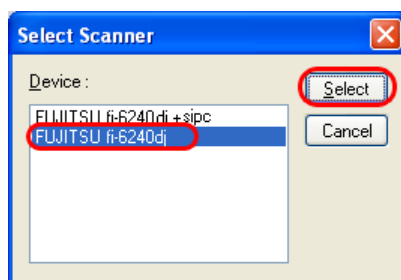 Select Scanner
Device :
Select
FUJITSU fi-6240dj +sipc
FUJITSU fi-6240dj
Cancel